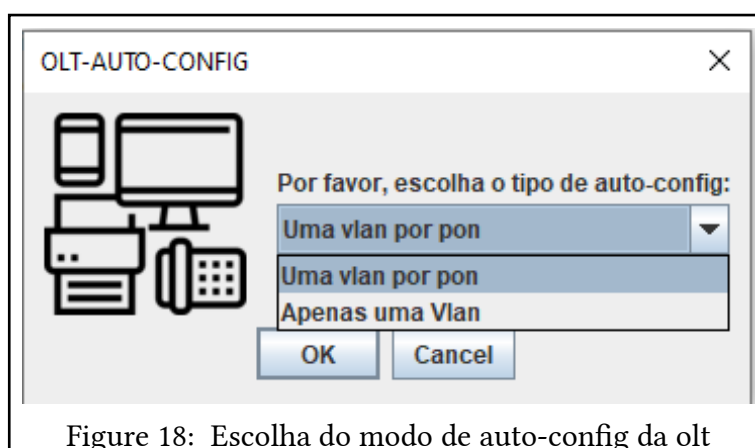 OLT-AUTO-CONFIG
Por favor, escolha o tipo de auto-config:
Uma vlan por pon
Uma vlan por pon
Apenas uma Vlan
OK Cancel
Figure 18: Escolha do modo de auto-config da olt